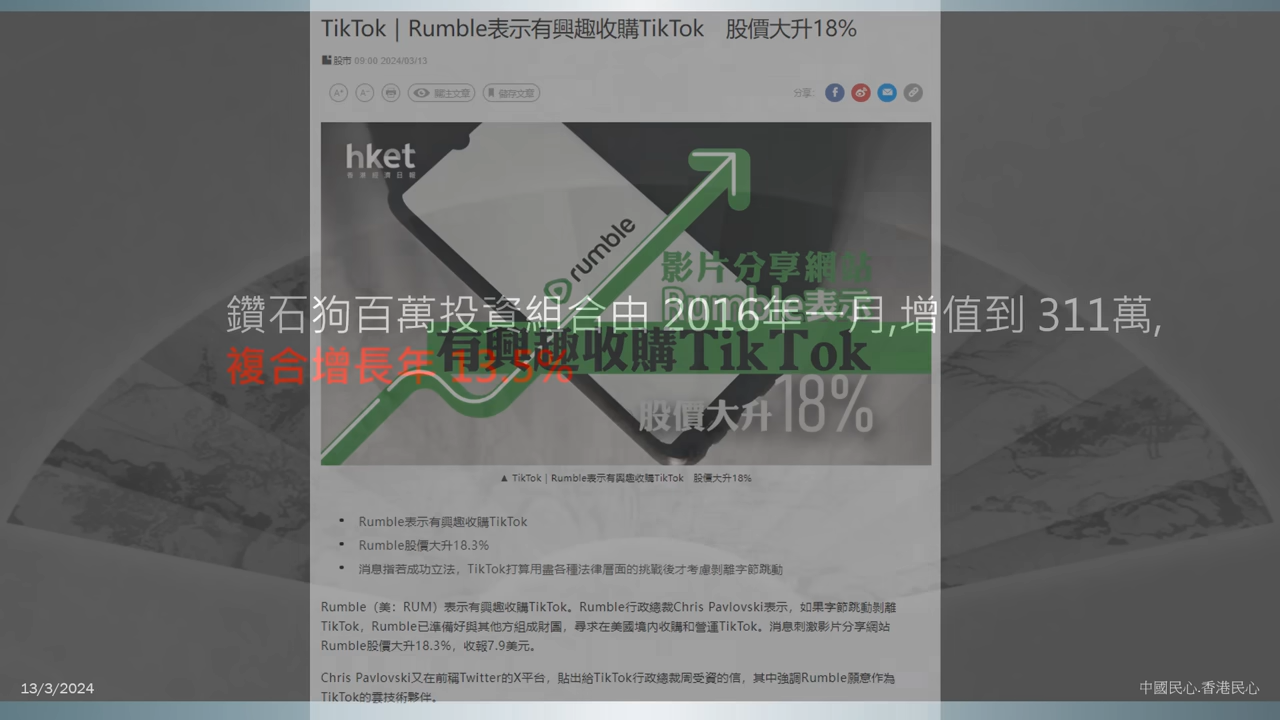 TikTok｜Rumble表示有興趣收購TikTok　股價大升18%
股市 09:00 2024/03/13
A+ A- 關注文章 儲存文章 分享：
hket
香港經濟日報
rumble
影片分享網站
Rumble表示
有興趣收購TikTok
股價大升18%
鑽石狗百萬投資組合由 2016年一月,增值到 311萬,
複合增長年 13.5%
▲ TikTok｜Rumble表示有興趣收購TikTok　股價大升18%
• Rumble表示有興趣收購TikTok
• Rumble股價大升18.3%
• 消息指若成功立法，TikTok打算用盡各種法律層面的挑戰後才考慮剝離字節跳動
Rumble（美：RUM）表示有興趣收購TikTok。Rumble行政總裁Chris Pavlovski表示，如果字節跳動剝離
TikTok，Rumble已準備好與其他方組成財團，尋求在美國境內收購和營運TikTok。消息刺激影片分享網站
Rumble股價大升18.3%，收報7.9美元。
Chris Pavlovski又在前稱Twitter的X平台，貼出給TikTok行政總裁周受資的信，其中強調Rumble願意作為
TikTok的雲技術夥伴。
13/3/2024
中國民心.香港民心